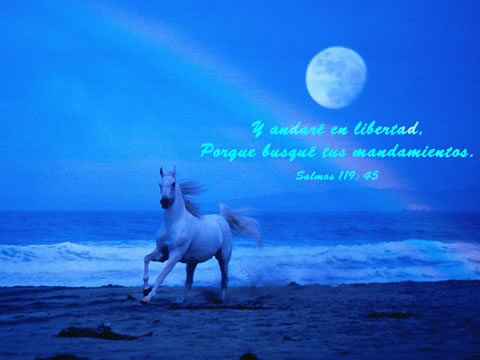 Y andaré en libertad,
Porque busqué tus mandamientos.
Salmos 119: 45